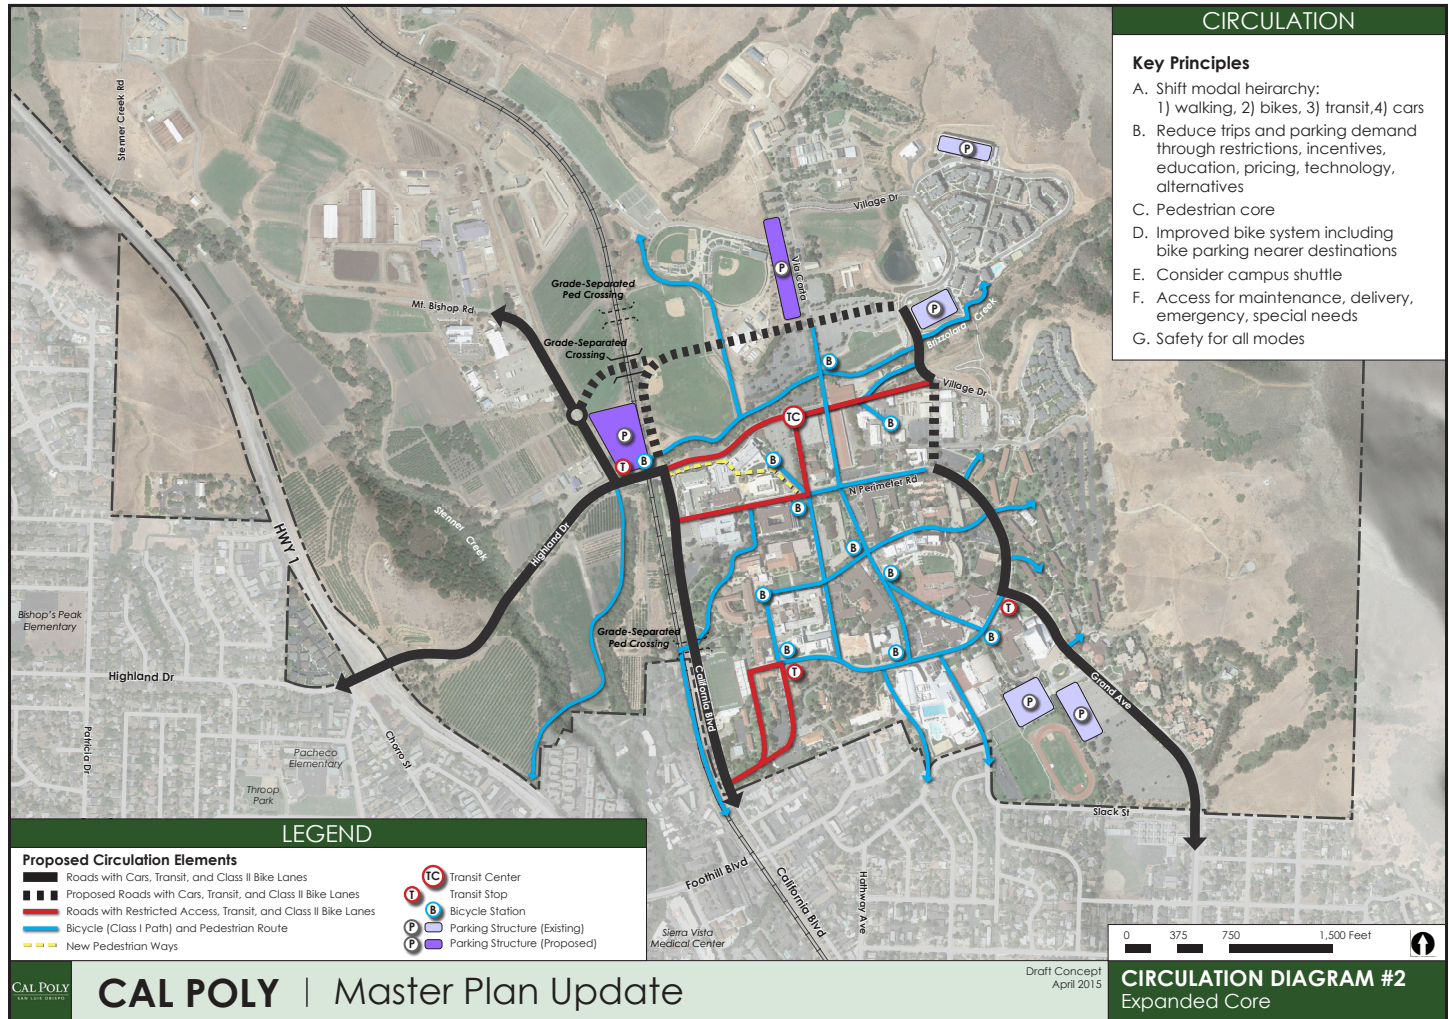 CIRCULATION
Key Principles
A. Shift modal heirarchy:
1) walking, 2) bikes, 3) transit,4) cars
B. Reduce trips and parking demand
through restrictions, incentives,
education, pricing, technology,
alternatives
C. Pedestrian core
D. Improved bike system including
bike parking nearer destinations
E. Consider campus shuttle
F. Access for maintenance, delivery,
emergency, special needs
G. Safety for all modes
Stenner Creek Rd
P
Village Dr
P
Via Carta
Grade-Separated
Ped Crossing
Mt. Bishop Rd
P
Brizzolara Creek
Grade-Separated
Crossing
B
Village Dr
TC
B
P
B
T
B
N Perimeter Rd
B
Stenner
Creek
HWY 1
Highland Dr
B
B
B
T
Bishop's Peak
Elementary
Grade-Separated
Ped Crossing
B
B
B
T
Highland Dr
California Blvd
Grand Ave
P
P
Patricia Dr
Chorro St
Pacheco
Elementary
Throop
Park
Slack St
Foothill Blvd
California Blvd
Hathway Ave
Sierra Vista
Medical Center
LEGEND
Proposed Circulation Elements
Roads with Cars, Transit, and Class II Bike Lanes
Proposed Roads with Cars, Transit, and Class II Bike Lanes
Roads with Restricted Access, Transit, and Class II Bike Lanes
Bicycle (Class I Path) and Pedestrian Route
New Pedestrian Ways
TC Transit Center
T Transit Stop
B Bicycle Station
P Parking Structure (Existing)
P Parking Structure (Proposed)
0 375 750 1,500 Feet
CAL POLY
SAN LUIS OBISPO
CAL POLY | Master Plan Update
Draft Concept
April 2015
CIRCULATION DIAGRAM #2
Expanded Core